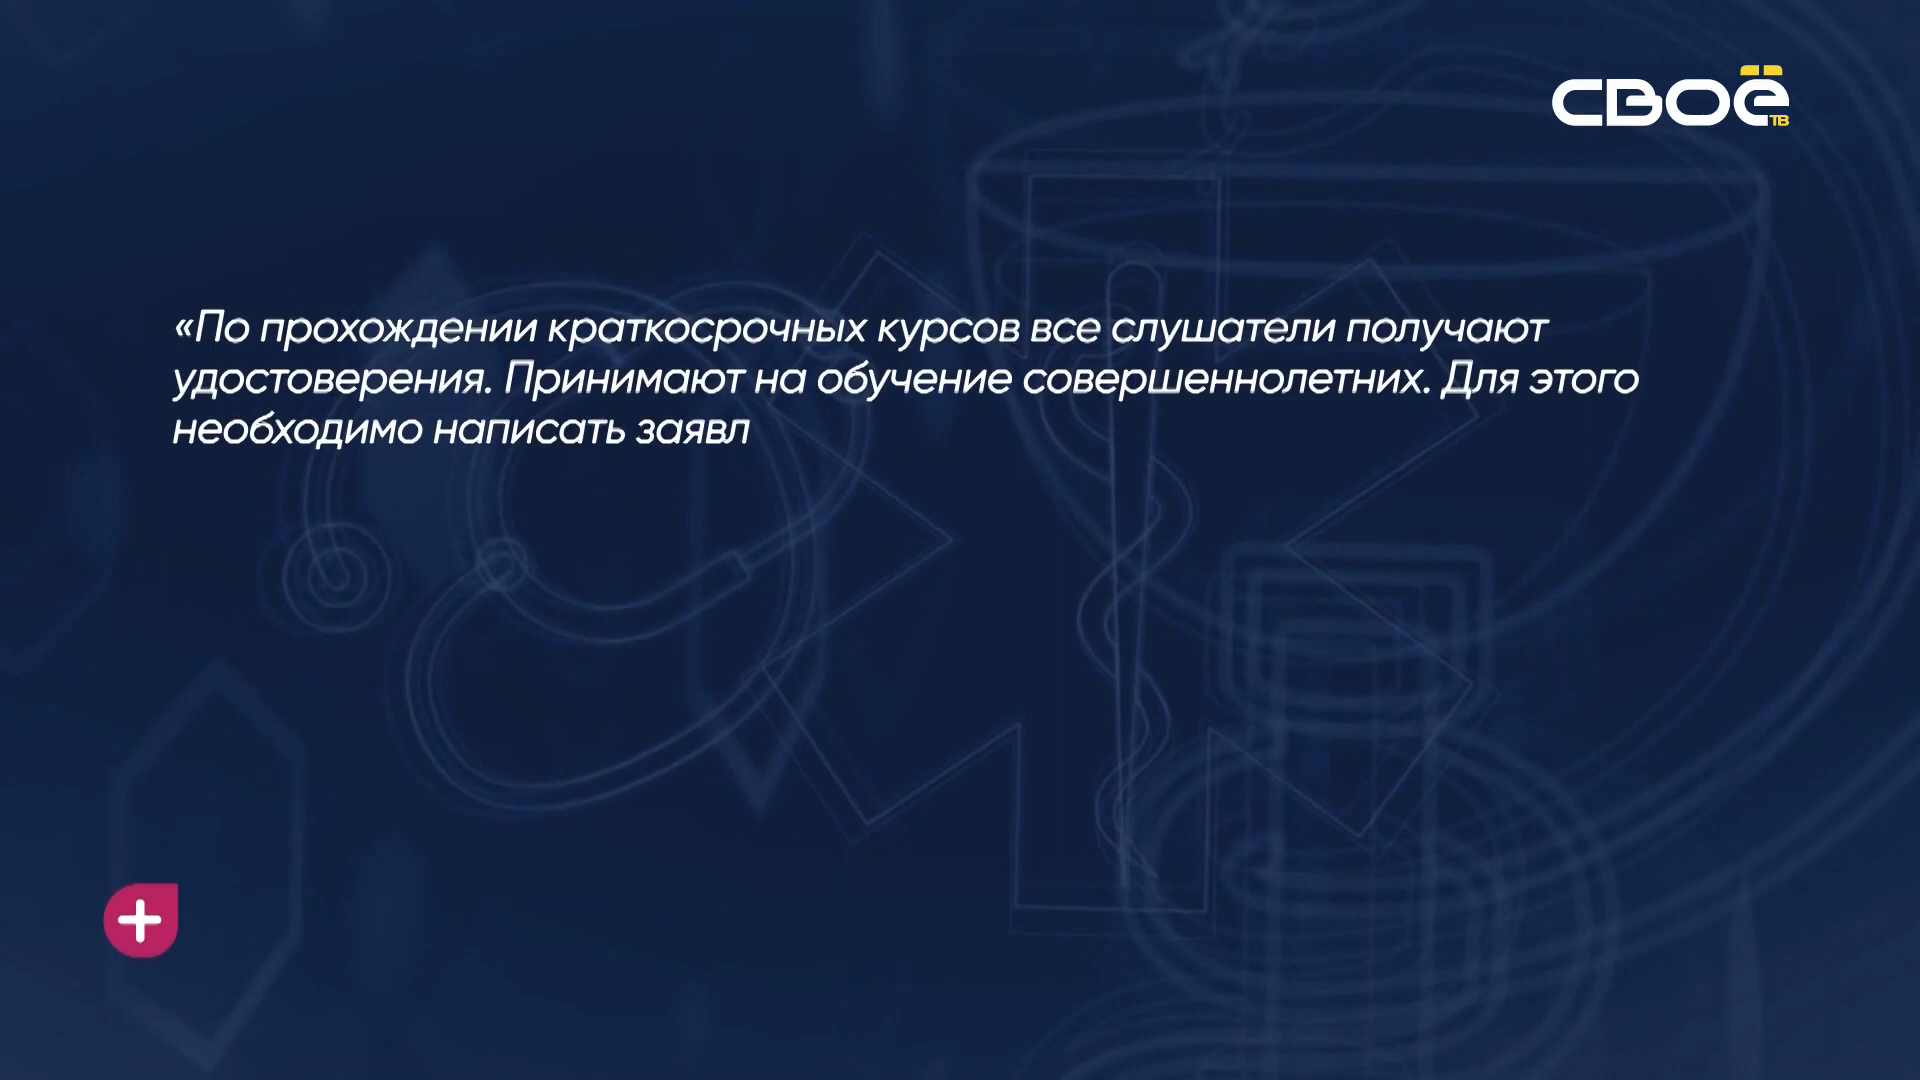 СВОЁ
ТВ
«По прохождении краткосрочных курсов все слушатели получают
удостоверения. Принимают на обучение совершеннолетних. Для этого
необходимо написать заявл